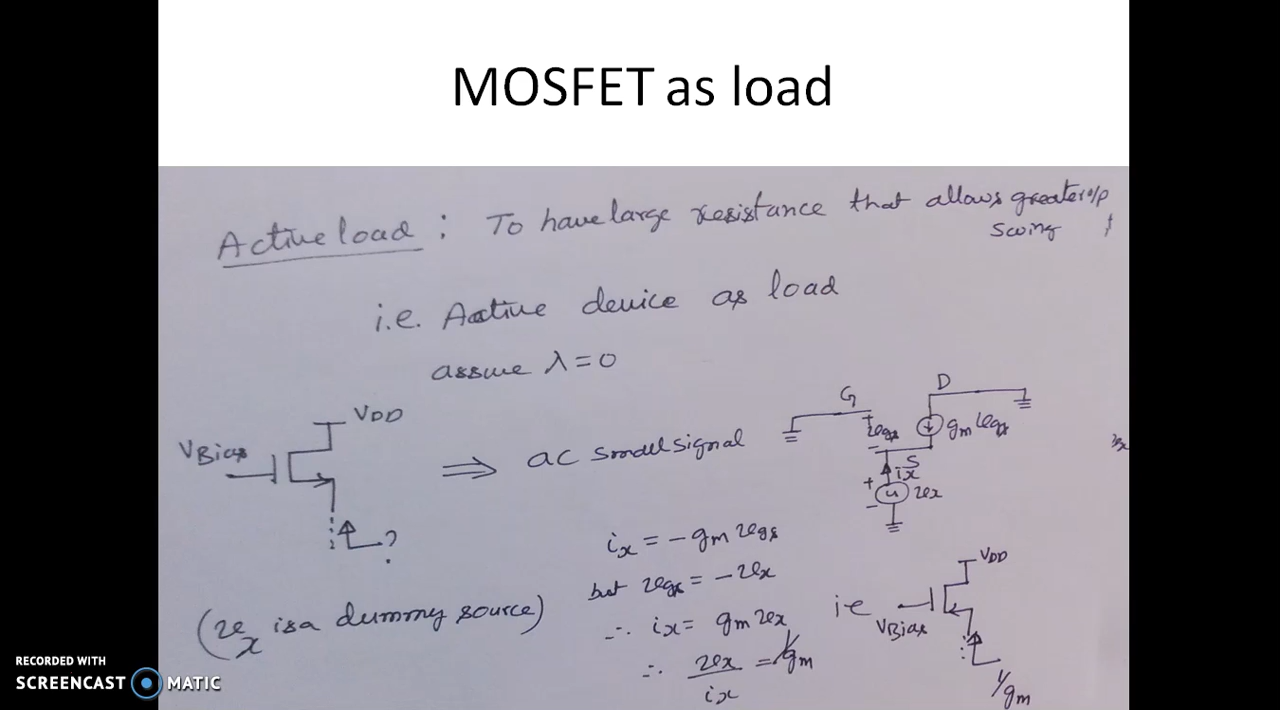 MOSFET as load
Active load : To have large resistance that allows greater o/p
swing
i.e. Active device as load
assume λ = 0
VDD
VBias
?
⇒ ac small signal
G
D
+
vgs
-
gm vgs
S
ix
+
vx
-
ix = - gm vgs
but vgs = - vx
∴ ix = gm vx
∴ vx/ix = 1/gm
(vx is a dummy source)
i.e
VDD
VBias
1/gm
RECORDED WITH
SCREENCAST MATIC